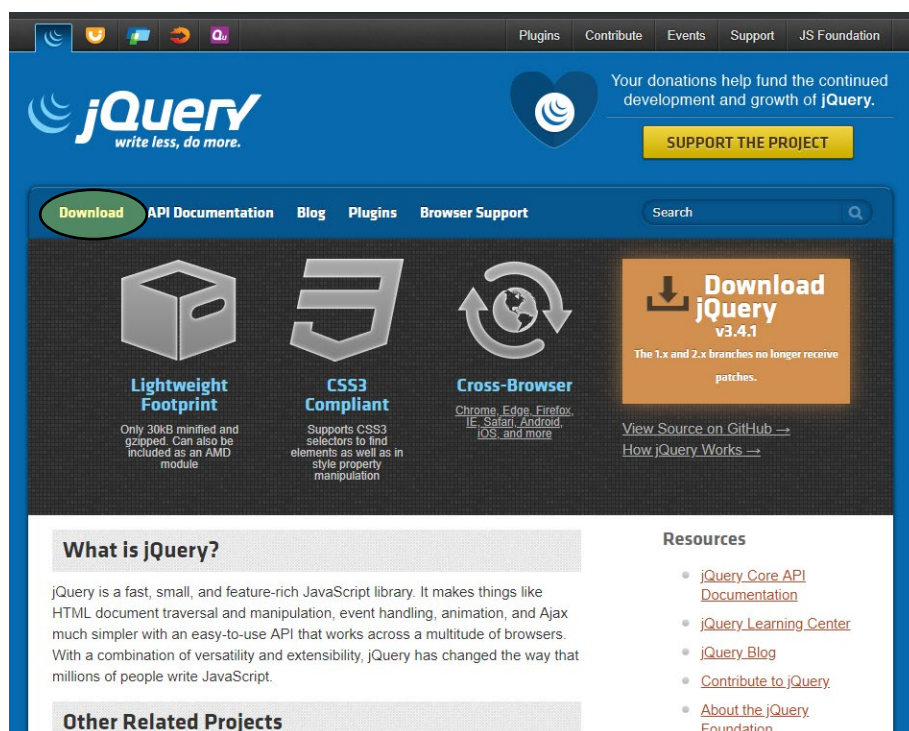 Plugins Contribute Events Support JS Foundation
Your donations help fund the continued
development and growth of jQuery.
jQuery
write less, do more.
SUPPORT THE PROJECT
Download API Documentation Blog Plugins Browser Support Search
Lightweight
Footprint
Only 30kB minified and
gzipped. Can also be
included as an AMD
module
CSS3
Compliant
Supports CSS3
selectors to find
elements as well as in
style property
manipulation
Cross-Browser
Chrome, Edge, Firefox,
IE, Safari, Android,
iOS, and more
Download
jQuery
v3.4.1
The 1.x and 2.x branches no longer receive
patches.
View Source on GitHub →
How jQuery Works →
What is jQuery?
jQuery is a fast, small, and feature-rich JavaScript library. It makes things like
HTML document traversal and manipulation, event handling, animation, and Ajax
much simpler with an easy-to-use API that works across a multitude of browsers.
With a combination of versatility and extensibility, jQuery has changed the way that
millions of people write JavaScript.
Other Related Projects
Resources
jQuery Core API
Documentation
jQuery Learning Center
jQuery Blog
Contribute to jQuery
About the jQuery
Foundation